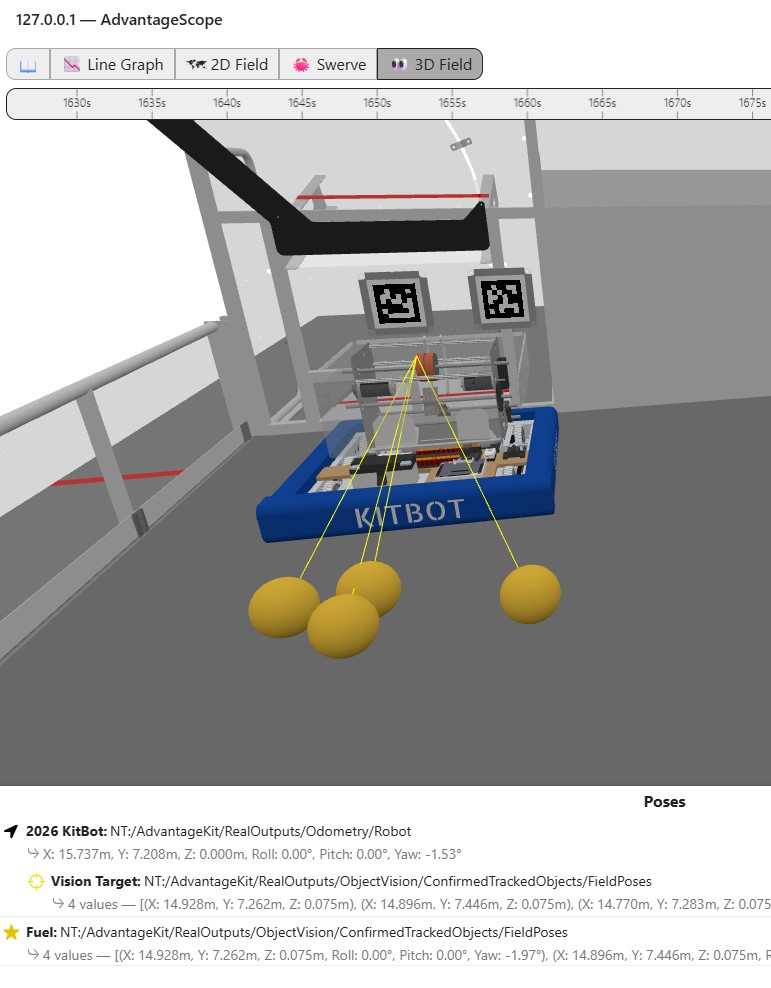 127.0.0.1 — AdvantageScope
Line Graph
2D Field
Swerve
3D Field
1630s 1635s 1640s 1645s 1650s 1655s 1660s 1665s 1670s 1675s
KITBOT
Poses
2026 KitBot: NT:/AdvantageKit/RealOutputs/Odometry/Robot
X: 15.737m, Y: 7.208m, Z: 0.000m, Roll: 0.00°, Pitch: 0.00°, Yaw: -1.53°
Vision Target: NT:/AdvantageKit/RealOutputs/ObjectVision/ConfirmedTrackedObjects/FieldPoses
4 values — [(X: 14.928m, Y: 7.262m, Z: 0.075m), (X: 14.896m, Y: 7.446m, Z: 0.075m), (X: 14.770m, Y: 7.283m, Z: 0.075
Fuel: NT:/AdvantageKit/RealOutputs/ObjectVision/ConfirmedTrackedObjects/FieldPoses
4 values — [(X: 14.928m, Y: 7.262m, Z: 0.075m, Roll: 0.00°, Pitch: 0.00°, Yaw: -1.97°), (X: 14.896m, Y: 7.446m, Z: 0.075m, R